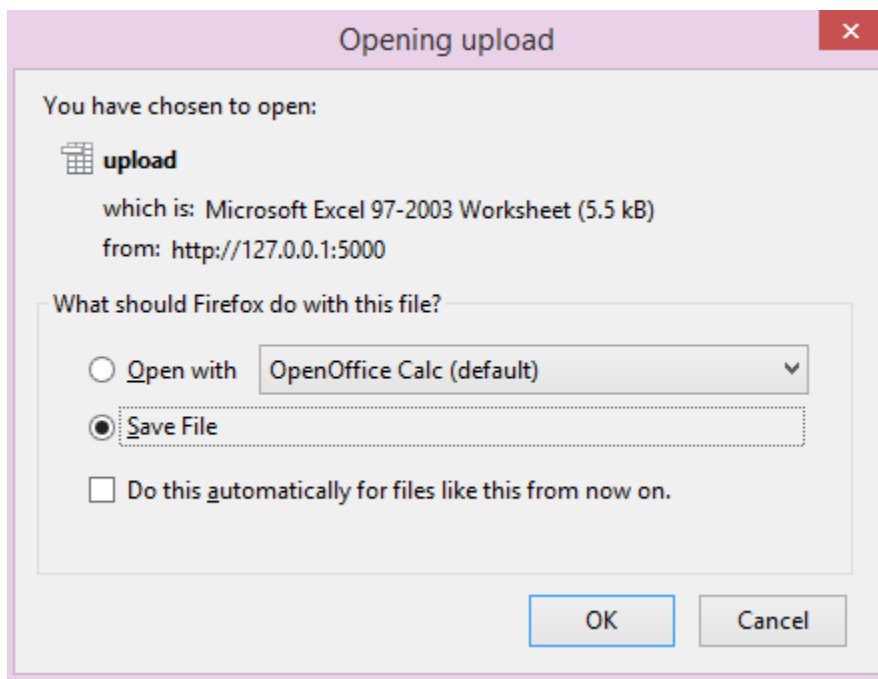 Opening upload
You have chosen to open:
upload
which is: Microsoft Excel 97-2003 Worksheet (5.5 kB)
from: http://127.0.0.1:5000
What should Firefox do with this file?
Open with OpenOffice Calc (default)
Save File
Do this automatically for files like this from now on.
OK Cancel